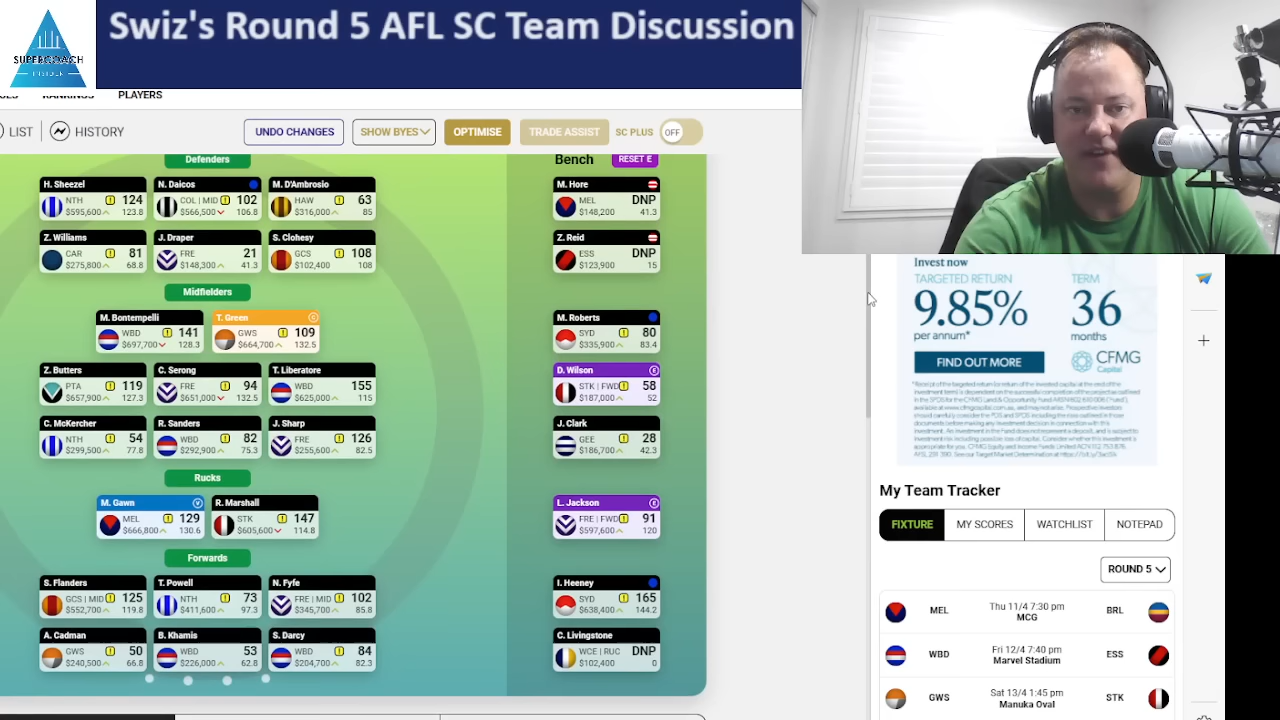 Swiz's Round 5 AFL SC Team Discussion
SUPERCOACH
INSIDER
RANKINGS PLAYERS
LIST HISTORY UNDO CHANGES SHOW BYES OPTIMISE TRADE ASSIST SC PLUS OFF
Defenders Bench RESET E
H. Sheezel N. Daicos M. D'Ambrosio M. Hore
NTH 124 COL | MID 102 HAW 63 MEL DNP
$595,600 123.8 $566,500 106.8 $316,000 85 $148,200 41.3
Z. Williams J. Draper S. Clohesy Z. Reid
CAR 81 FRE 21 GCS 108 ESS DNP
$275,800 68.8 $148,300 41.3 $102,400 108 $123,900 15
Midfielders
M. Bontempelli T. Green C M. Roberts
WBD 141 GWS 109 SYD 80
$697,700 128.3 $664,700 132.5 $335,900 83.4
Z. Butters C. Serong T. Liberatore D. Wilson E
PTA 119 FRE 94 WBD 155 STK | FWD 58
$657,900 127.3 $651,000 132.5 $625,000 115 $187,000 52
C. McKercher R. Sanders J. Sharp J. Clark
NTH 54 WBD 82 FRE 126 GEE 28
$299,500 77.8 $292,900 75.3 $255,600 82.5 $186,700 42.3
Rucks
M. Gawn V R. Marshall L. Jackson E
MEL 129 STK 147 FRE | FWD 91
$666,800 130.6 $605,600 114.8 $597,600 120
Forwards
S. Flanders T. Powell N. Fyfe I. Heeney
GCS | MID 125 NTH 73 FRE | MID 102 SYD 165
$552,700 119.8 $411,600 97.3 $345,700 85.8 $638,400 144.2
A. Cadman B. Khamis S. Darcy C. Livingstone
GWS 50 WBD 53 WBD 84 WCE | RUC DNP
$240,500 66.8 $226,000 62.8 $204,700 82.3 $102,400 0
Invest now
TARGETED RETURN TERM
9.85% 36
per annum* months
FIND OUT MORE CFMG
Capital
My Team Tracker
FIXTURE MY SCORES WATCHLIST NOTEPAD
ROUND 5
MEL Thu 11/4 7:30 pm BRL
MCG
WBD Fri 12/4 7:40 pm ESS
Marvel Stadium
GWS Sat 13/4 1:45 pm STK
Manuka Oval